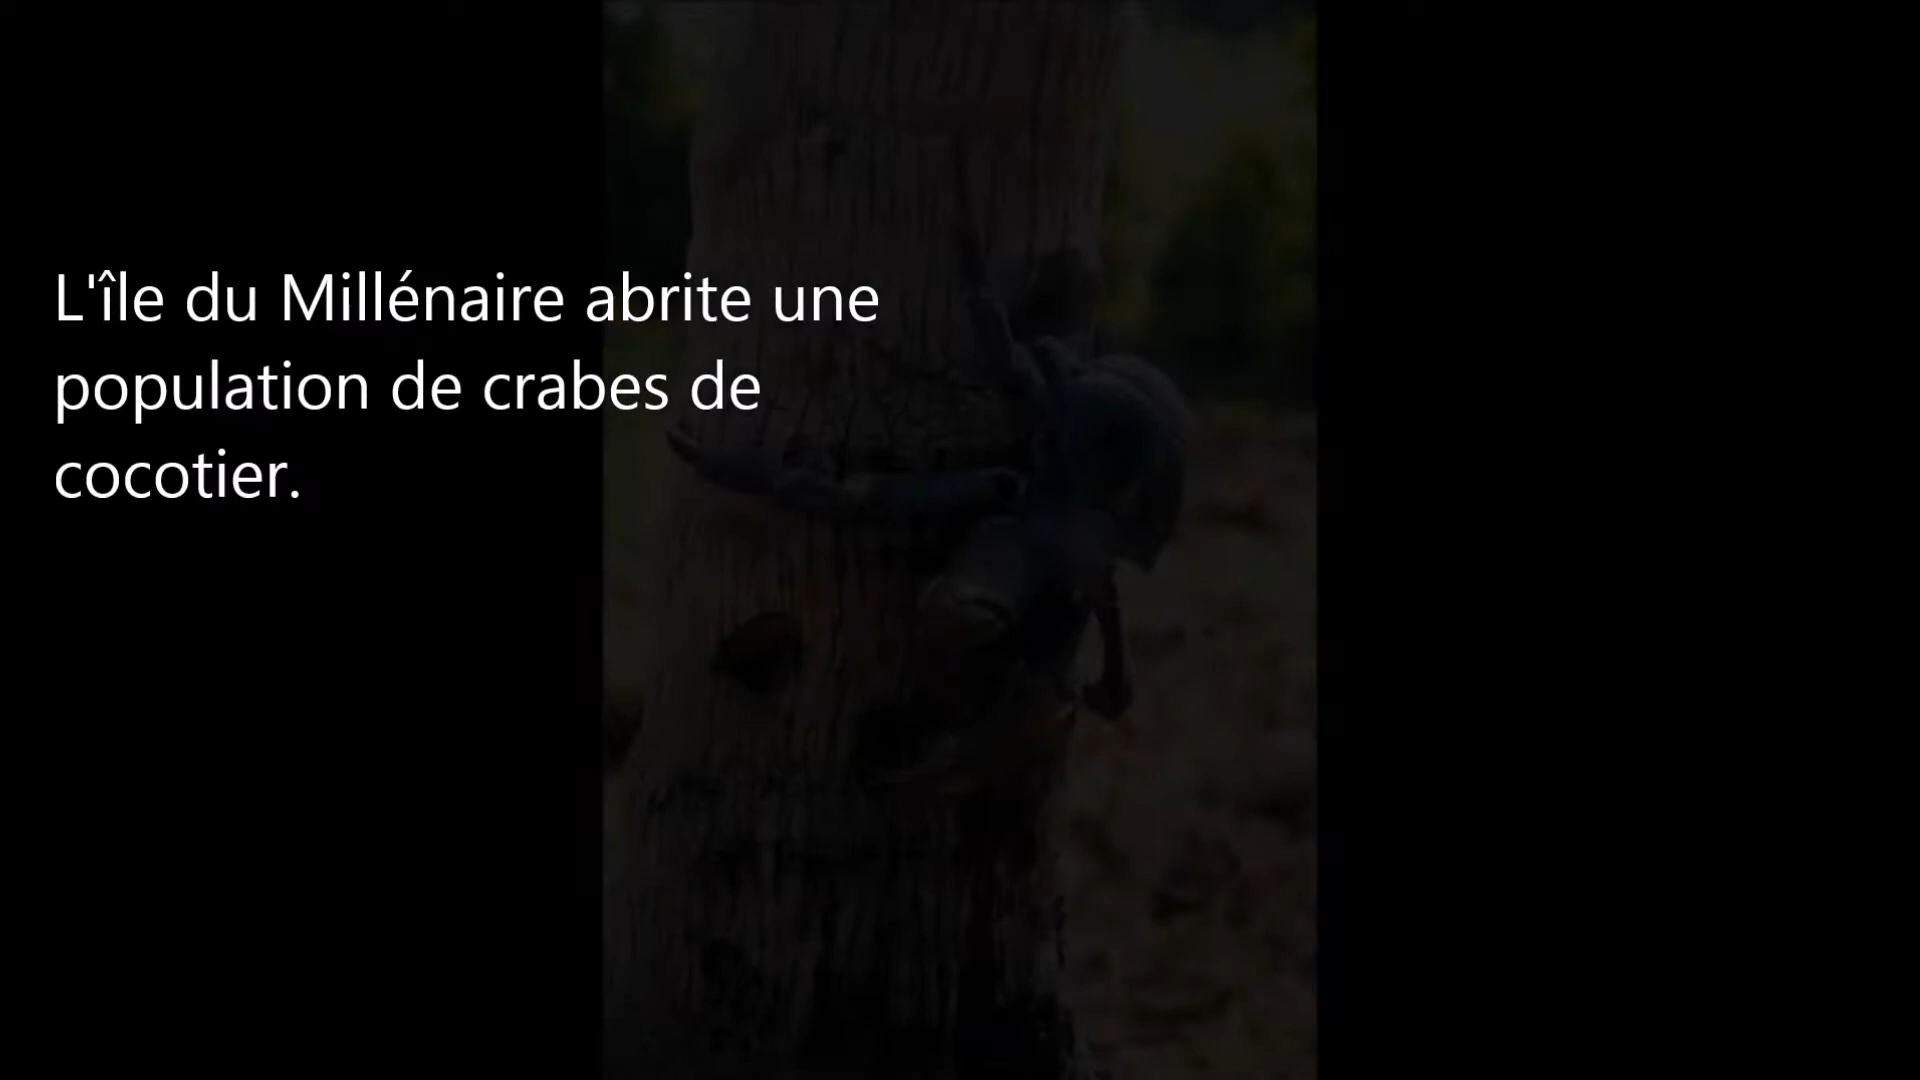 L'île du Millénaire abrite une
population de crabes de
cocotier.